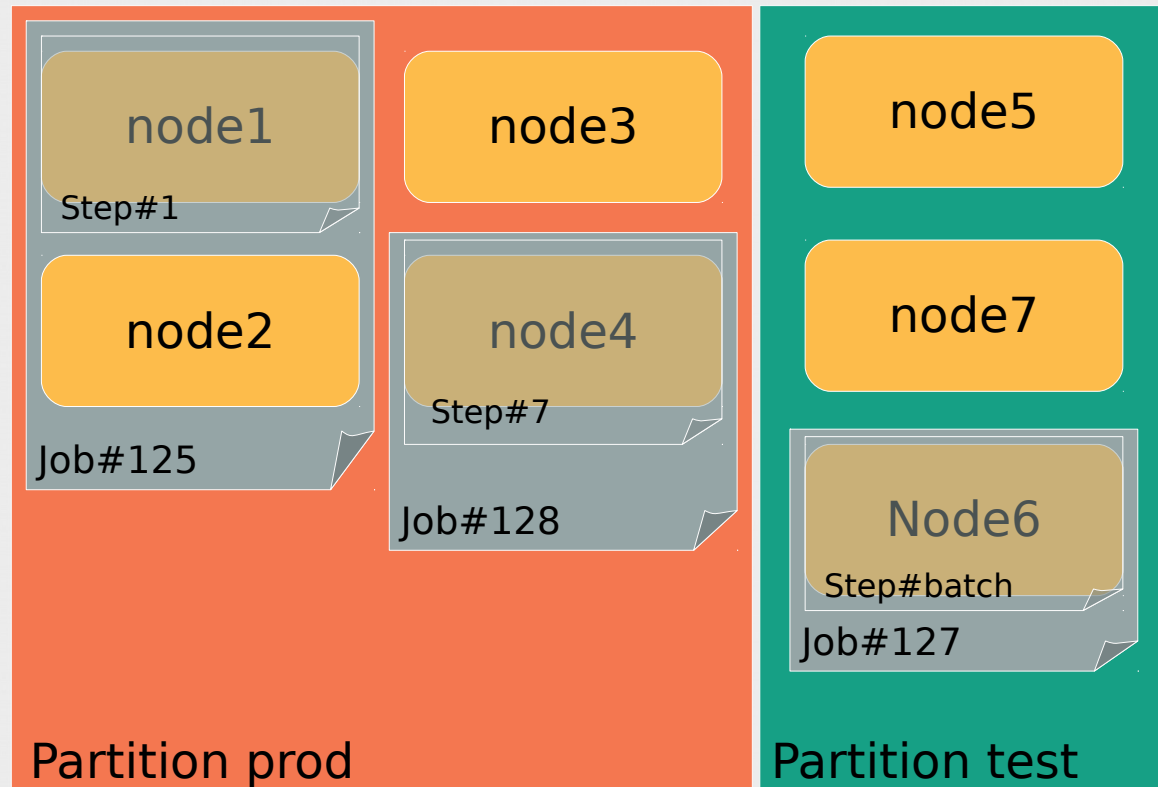 node1
Step#1
node2
Job#125
node3
node4
Step#7
Job#128
Partition prod
node5
node7
Node6
Step#batch
Job#127
Partition test